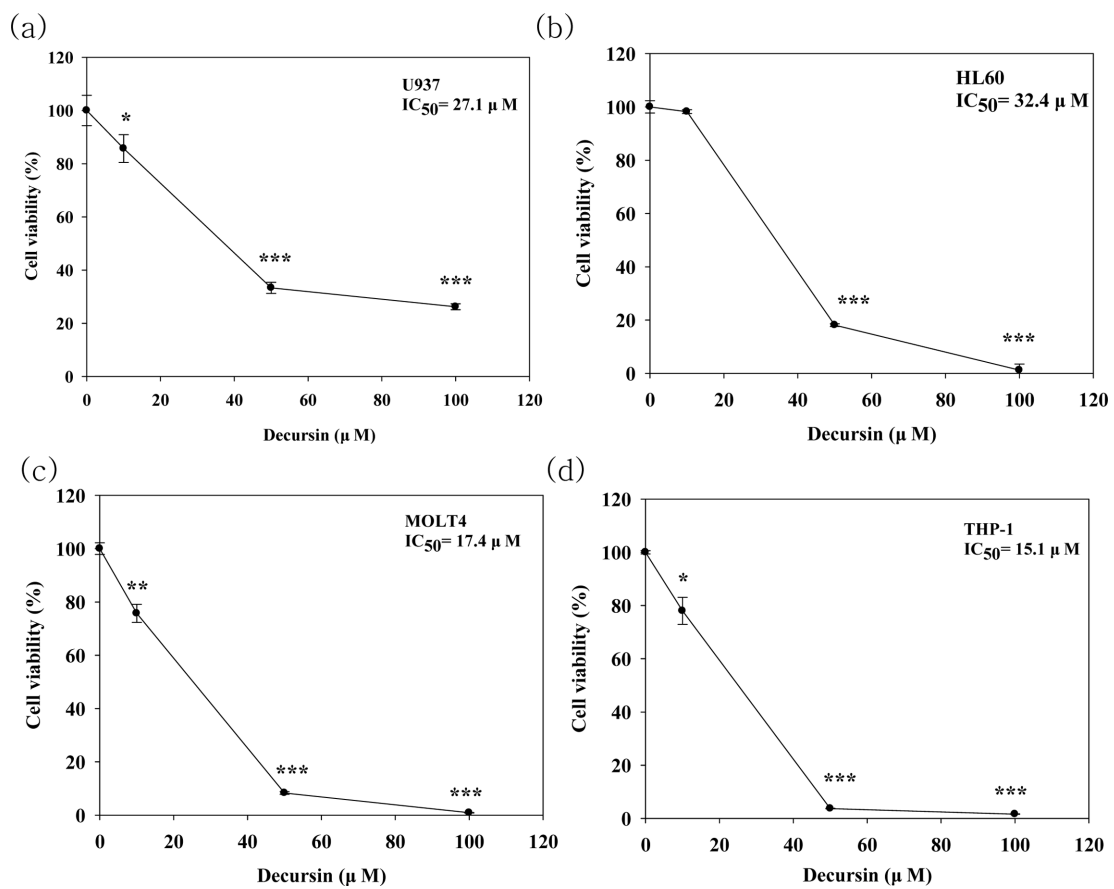 (a)
120
100
80
60
40
20
0
Cell viability (%)
U937
IC50= 27.1 μ M
*
***
***
0 20 40 60 80 100 120
Decursin (μ M)
(b)
120
100
80
60
40
20
0
Cell viability (%)
HL60
IC50= 32.4 μ M
***
***
0 20 40 60 80 100 120
Decursin (μ M)
(c)
120
100
80
60
40
20
0
Cell viability (%)
MOLT4
IC50= 17.4 μ M
**
***
***
0 20 40 60 80 100 120
Decursin (μ M)
(d)
120
100
80
60
40
20
0
Cell viability (%)
THP-1
IC50= 15.1 μ M
*
***
***
0 20 40 60 80 100 120
Decursin (μ M)